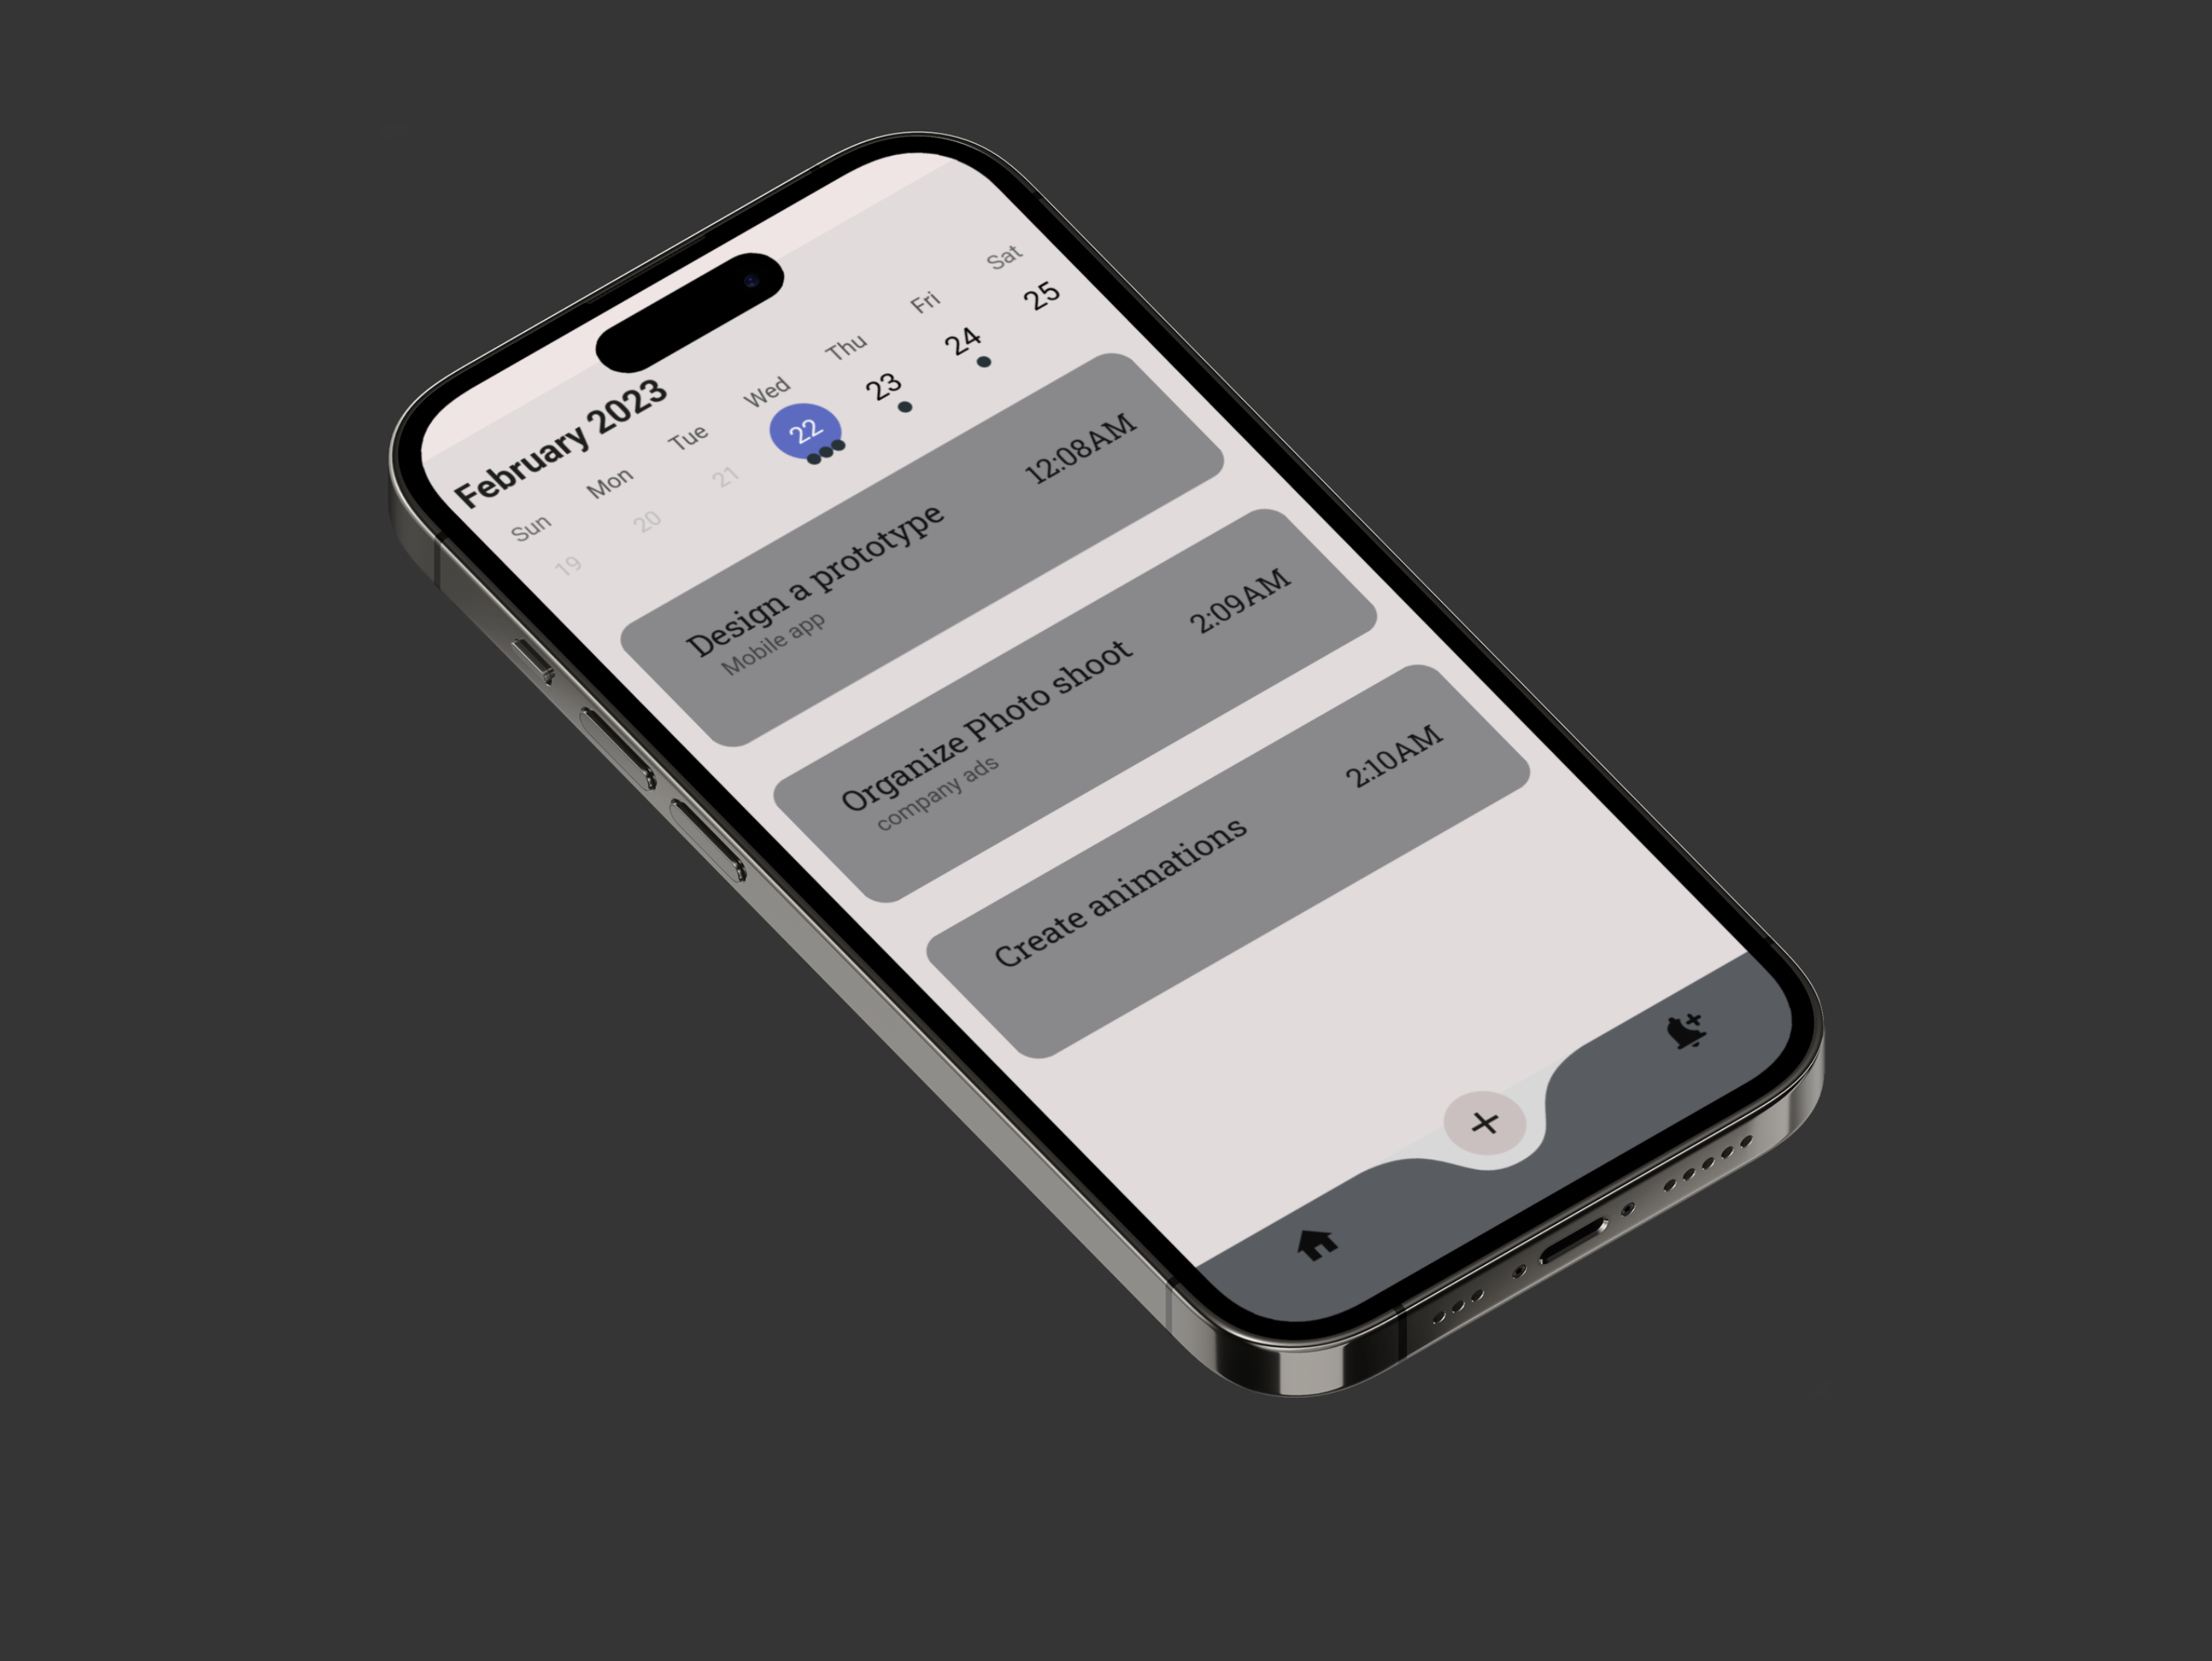 February 2023
Sun Mon Tue Wed Thu Fri Sat
19 20 21 22 23 24 25
Design a prototype 12:08AM
Mobile app
Organize Photo shoot 2:09AM
company ads
Create animations 2:10AM